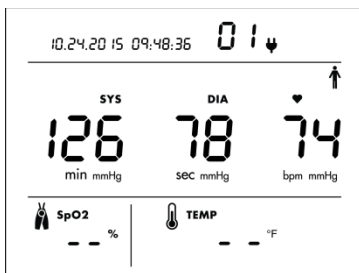 10.24.2015 09:48:36 01
SYS DIA
126 78 74
min mmHg sec mmHg bpm mmHg
SpO2 TEMP
-- % -- °F